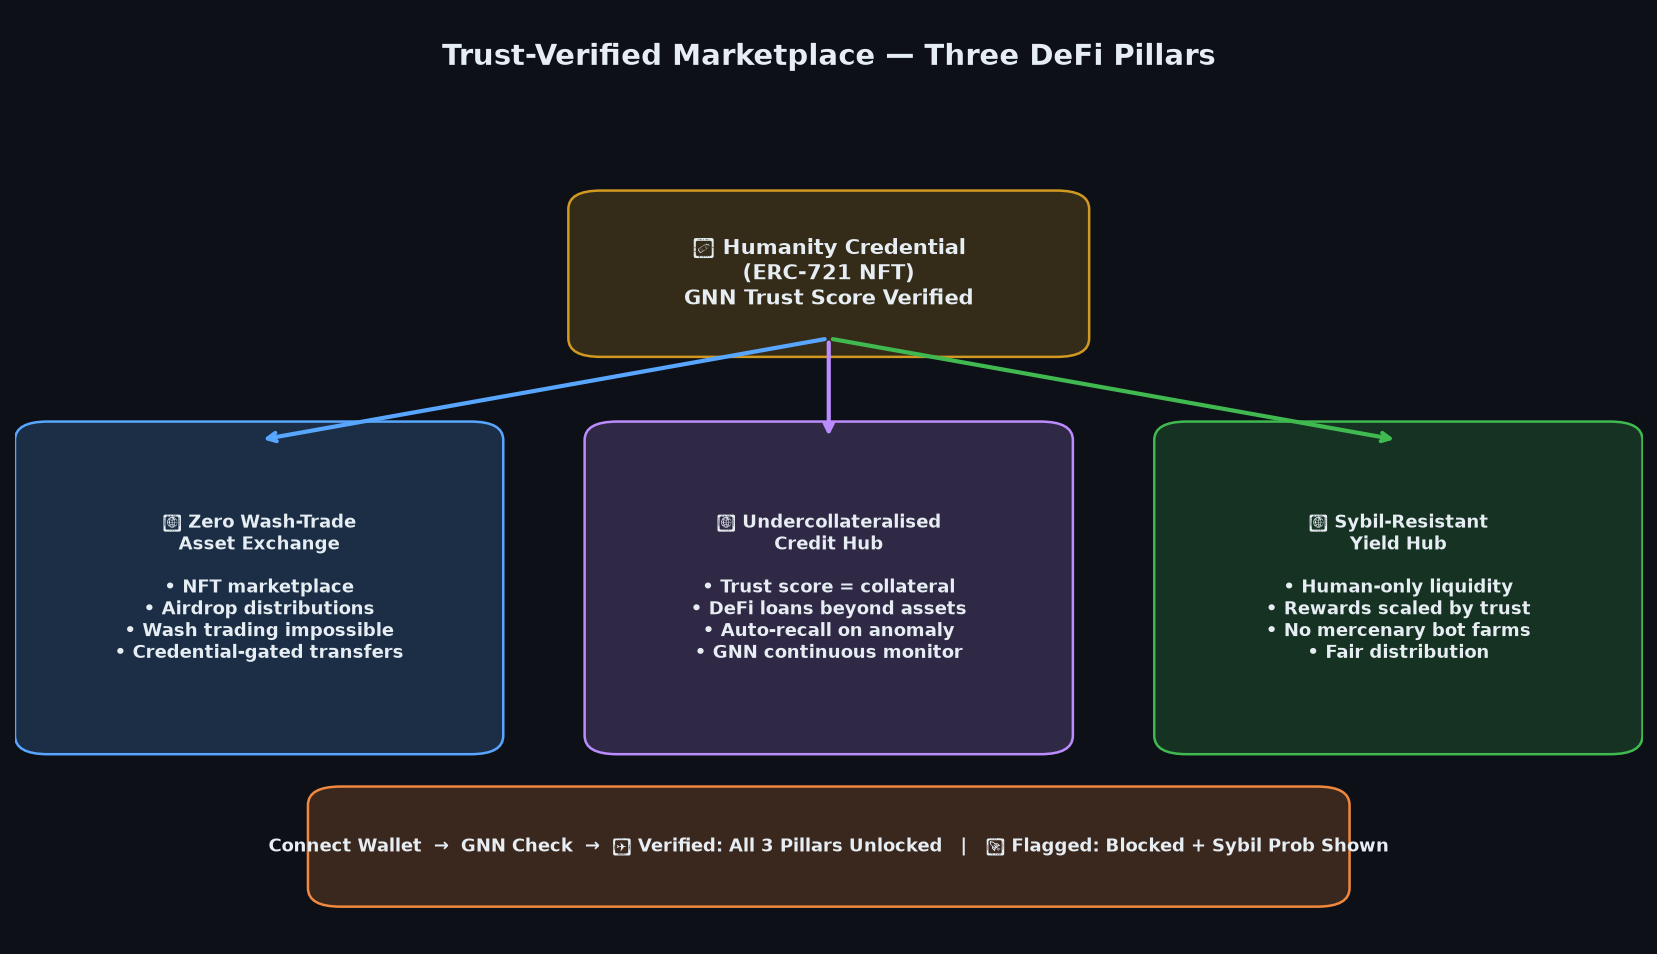 Trust-Verified Marketplace — Three DeFi Pillars
Humanity Credential
(ERC-721 NFT)
GNN Trust Score Verified
Zero Wash-Trade
Asset Exchange
• NFT marketplace
• Airdrop distributions
• Wash trading impossible
• Credential-gated transfers
Undercollateralised
Credit Hub
• Trust score = collateral
• DeFi loans beyond assets
• Auto-recall on anomaly
• GNN continuous monitor
Sybil-Resistant
Yield Hub
• Human-only liquidity
• Rewards scaled by trust
• No mercenary bot farms
• Fair distribution
Connect Wallet → GNN Check → Verified: All 3 Pillars Unlocked | Flagged: Blocked + Sybil Prob Shown